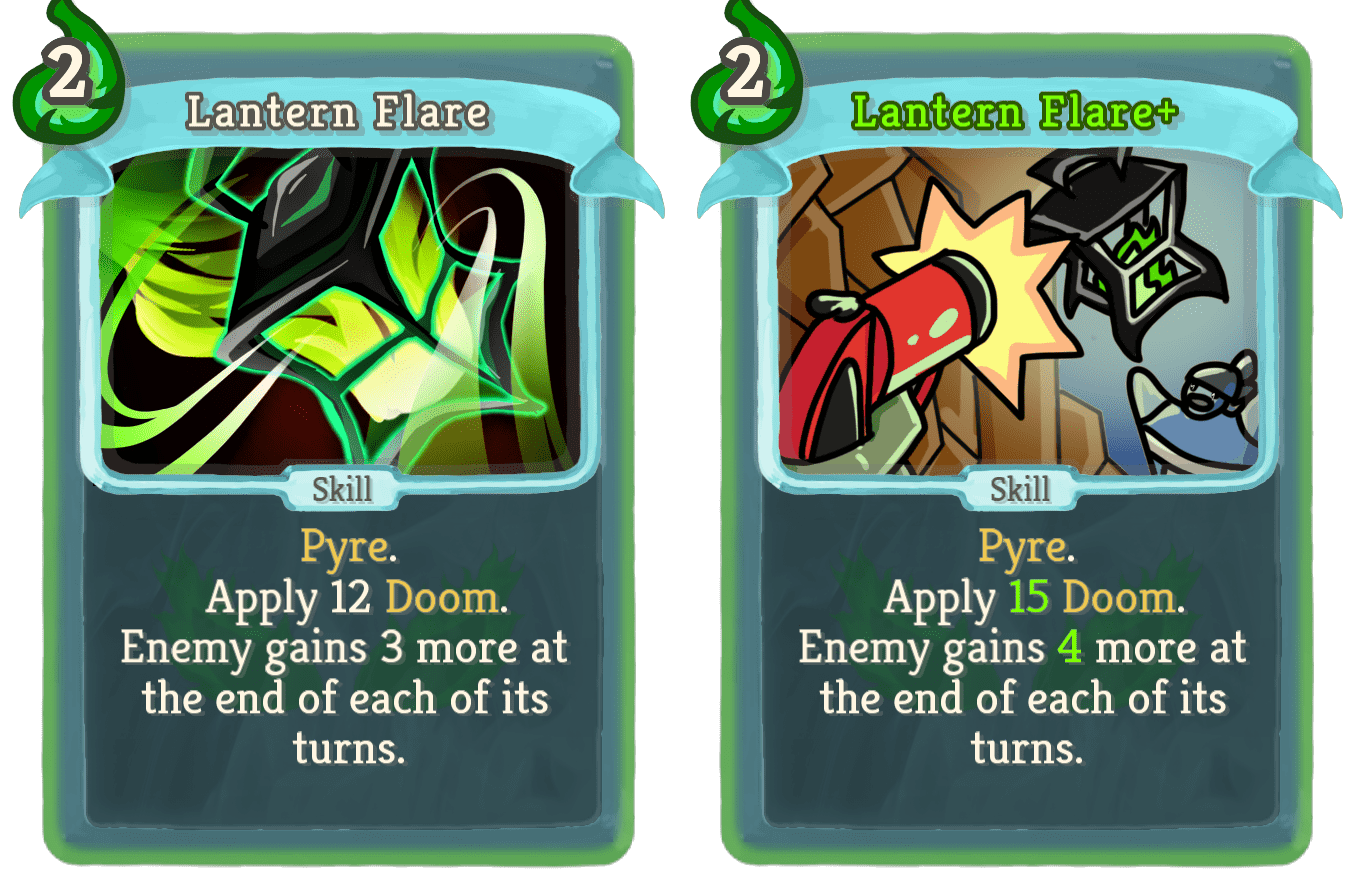 2
Lantern Flare
Skill
Pyre.
Apply 12 Doom.
Enemy gains 3 more at
the end of each of its
turns.
2
Lantern Flare+
Skill
Pyre.
Apply 15 Doom.
Enemy gains 4 more at
the end of each of its
turns.